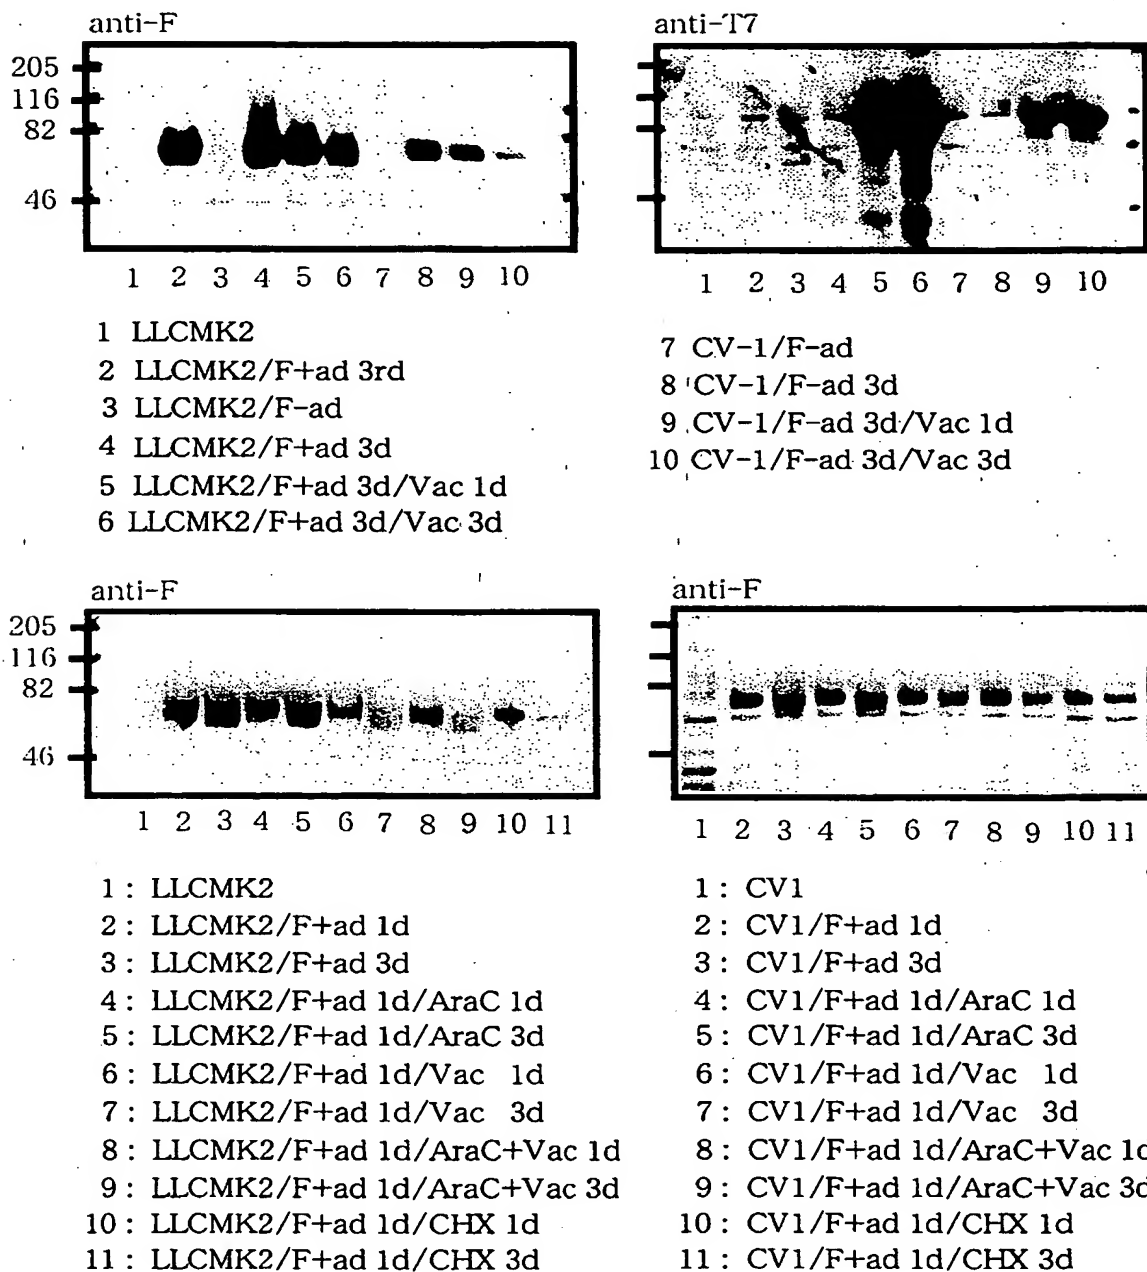 anti-F
205
116
82
46
1 2 3 4 5 6 7 8 9 10
1 LLCMK2
2 LLCMK2/F+ad 3rd
3 LLCMK2/F-ad
4 LLCMK2/F+ad 3d
5 LLCMK2/F+ad 3d/Vac 1d
6 LLCMK2/F+ad 3d/Vac 3d
anti-T7
1 2 3 4 5 6 7 8 9 10
7 CV-1/F-ad
8 CV-1/F-ad 3d
9 CV-1/F-ad 3d/Vac 1d
10 CV-1/F-ad 3d/Vac 3d
anti-F
205
116
82
46
1 2 3 4 5 6 7 8 9 10 11
1 : LLCMK2
2 : LLCMK2/F+ad 1d
3 : LLCMK2/F+ad 3d
4 : LLCMK2/F+ad 1d/AraC 1d
5 : LLCMK2/F+ad 1d/AraC 3d
6 : LLCMK2/F+ad 1d/Vac 1d
7 : LLCMK2/F+ad 1d/Vac 3d
8 : LLCMK2/F+ad 1d/AraC+Vac 1d
9 : LLCMK2/F+ad 1d/AraC+Vac 3d
10 : LLCMK2/F+ad 1d/CHX 1d
11 : LLCMK2/F+ad 1d/CHX 3d
anti-F
1 2 3 4 5 6 7 8 9 10 11
1 : CV1
2 : CV1/F+ad 1d
3 : CV1/F+ad 3d
4 : CV1/F+ad 1d/AraC 1d
5 : CV1/F+ad 1d/AraC 3d
6 : CV1/F+ad 1d/Vac 1d
7 : CV1/F+ad 1d/Vac 3d
8 : CV1/F+ad 1d/AraC+Vac 1d
9 : CV1/F+ad 1d/AraC+Vac 3d
10 : CV1/F+ad 1d/CHX 1d
11 : CV1/F+ad 1d/CHX 3d